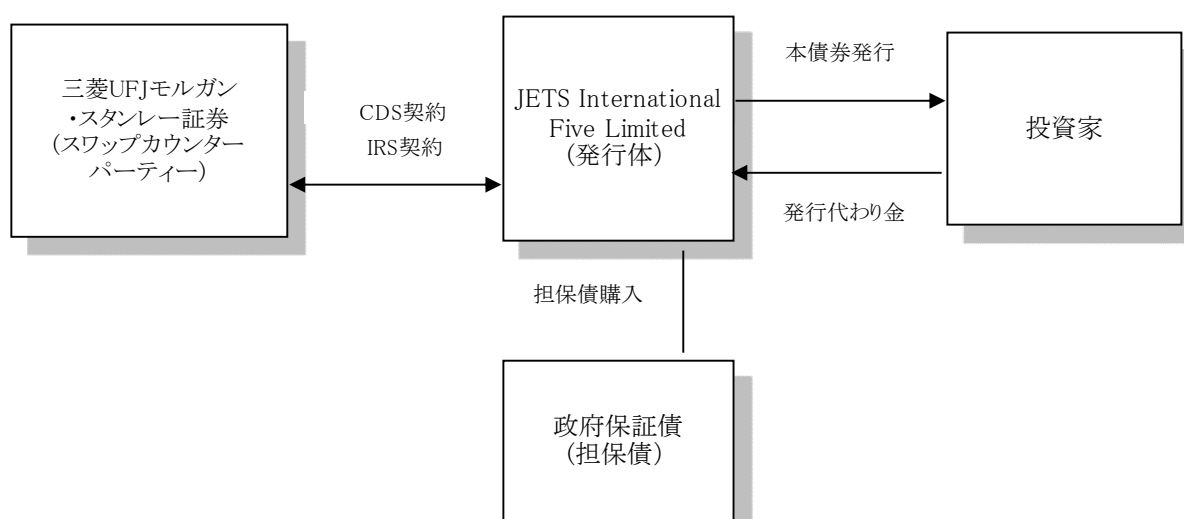 三菱UFJモルガン
・スタンレー証券
(スワップカウンター
パーティー)
CDS契約
IRS契約
JETS International
Five Limited
(発行体)
本債券発行
発行代わり金
投資家
担保債購入
政府保証債
(担保債)